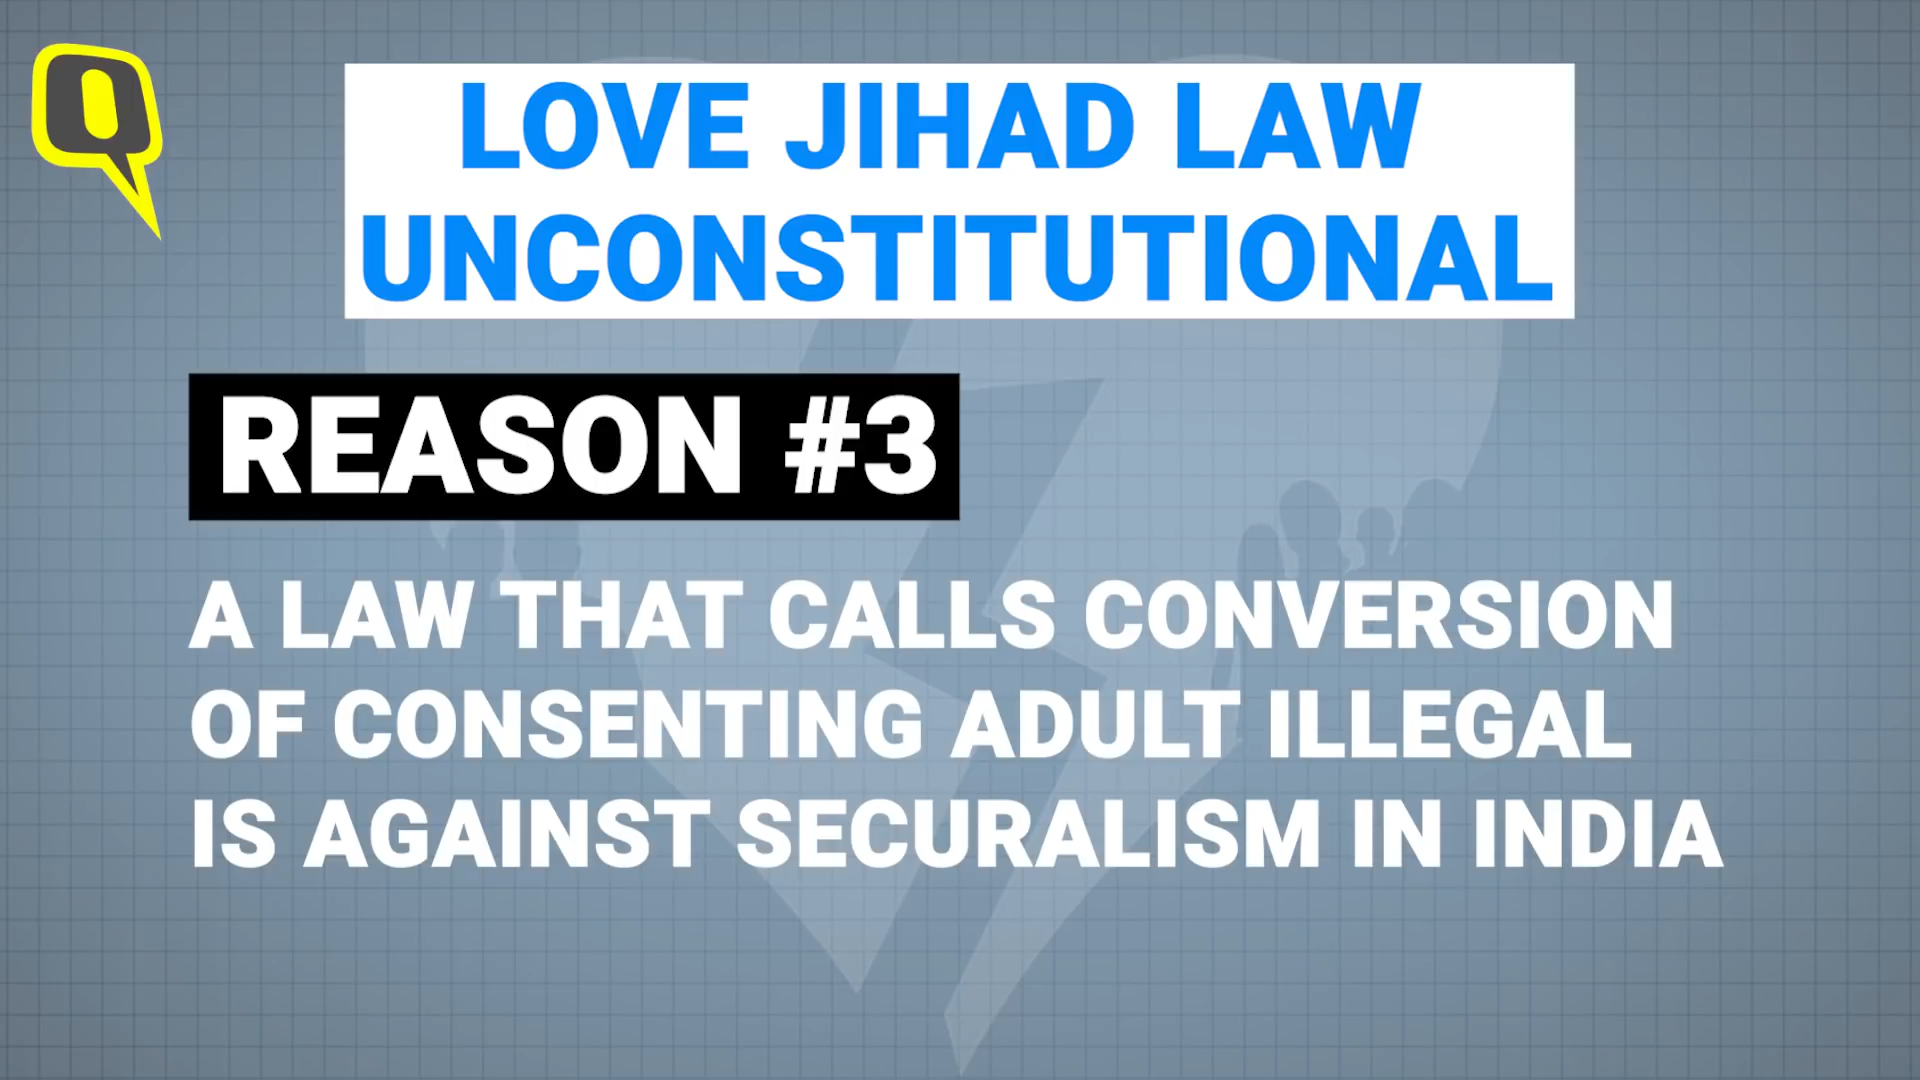 Q
LOVE JIHAD LAW
UNCONSTITUTIONAL
REASON #3
A LAW THAT CALLS CONVERSION
OF CONSENTING ADULT ILLEGAL
IS AGAINST SECURALISM IN INDIA